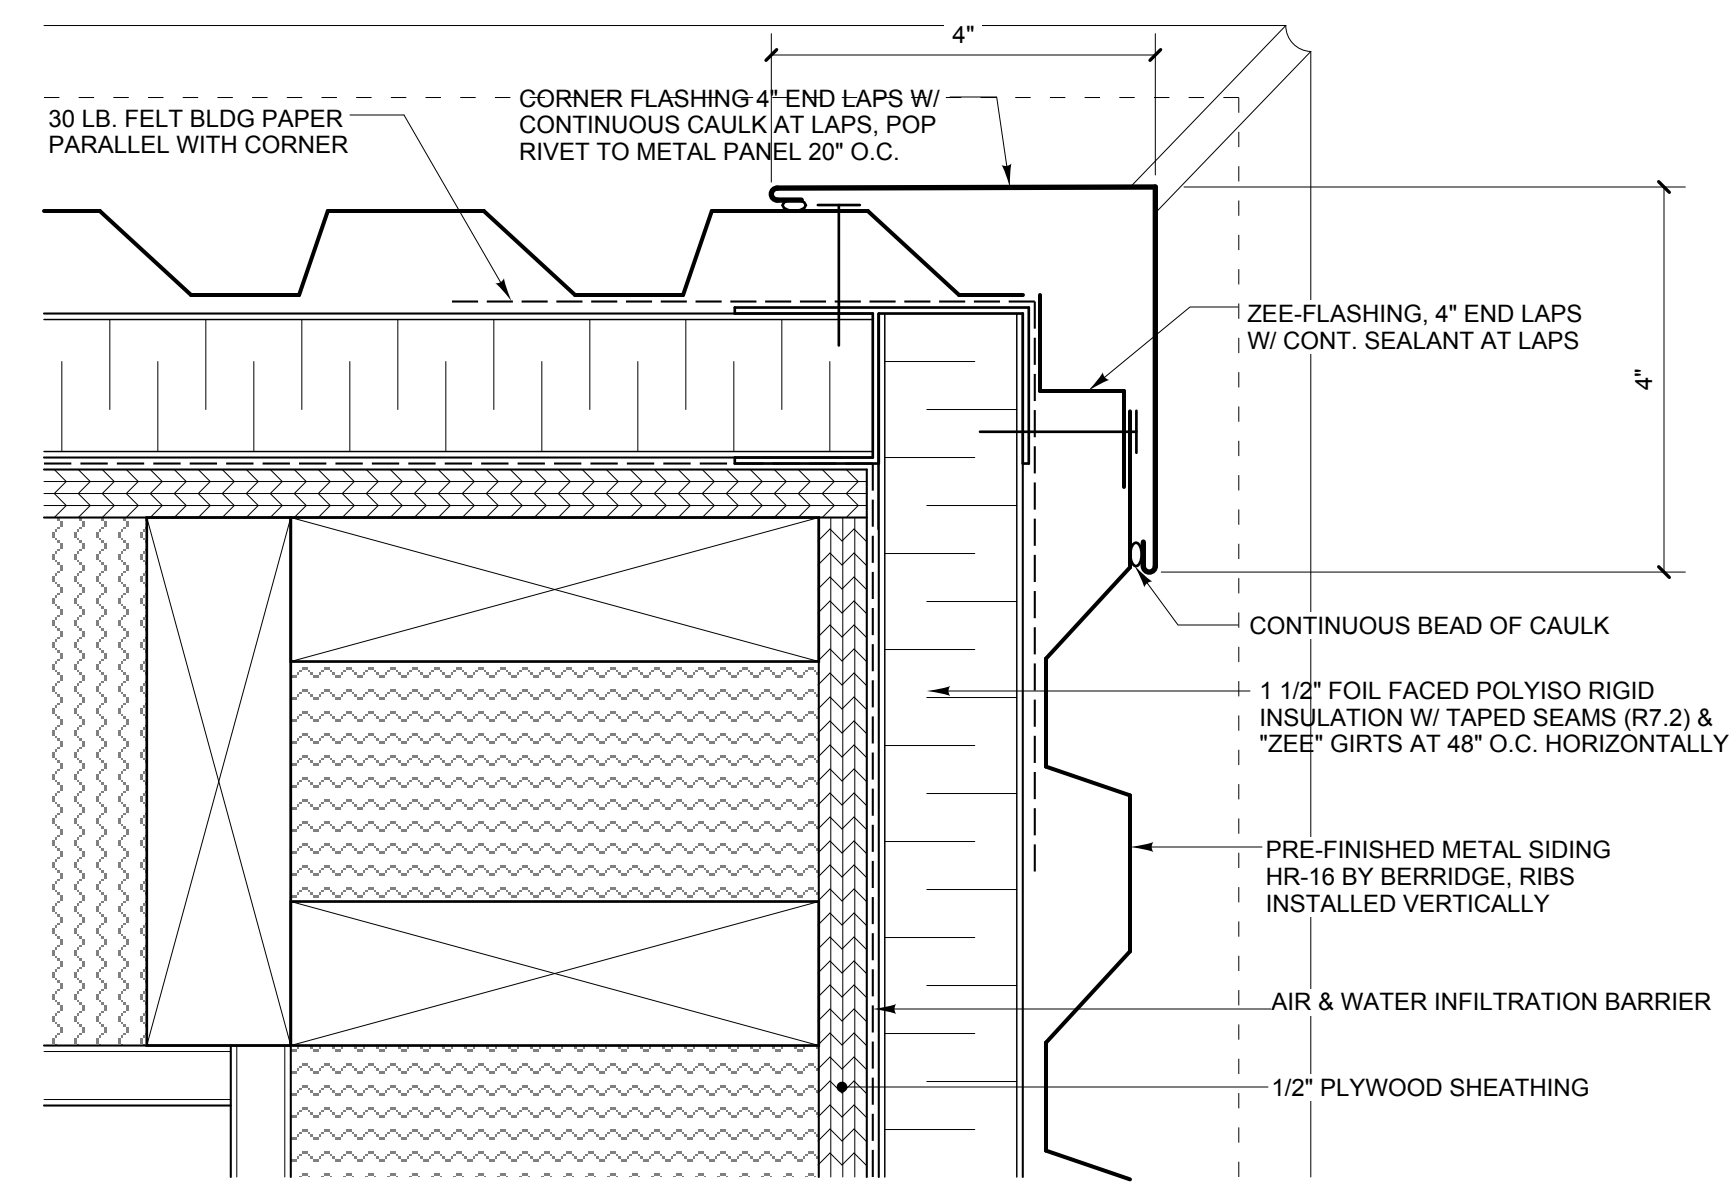 4"
30 LB. FELT BLDG PAPER
PARALLEL WITH CORNER
CORNER FLASHING 4" END LAPS W/
CONTINUOUS CAULK AT LAPS, POP
RIVET TO METAL PANEL 20" O.C.
ZEE-FLASHING, 4" END LAPS
W/ CONT. SEALANT AT LAPS
4"
CONTINUOUS BEAD OF CAULK
1 1/2" FOIL FACED POLYISO RIGID
INSULATION W/ TAPED SEAMS (R7.2) &
"ZEE" GIRTS AT 48" O.C. HORIZONTALLY
PRE-FINISHED METAL SIDING
HR-16 BY BERRIDGE, RIBS
INSTALLED VERTICALLY
AIR & WATER INFILTRATION BARRIER
1/2" PLYWOOD SHEATHING